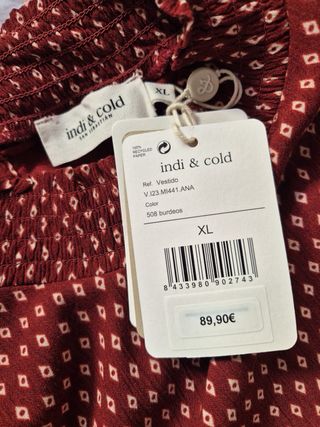 indi & cold
SAN SEBASTIAN
XL
100%
RECYCLED
PAPER
indi & cold
Ref. Vestido
V.I23.MI441.ANA
Color
508 burdeos
XL
8 433980 902743
89,90€